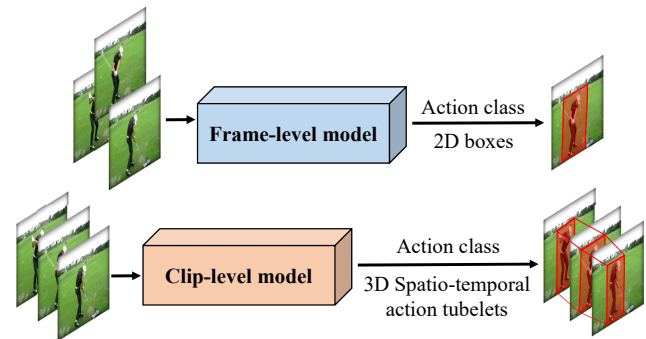 Frame-level model
Action class
2D boxes
Clip-level model
Action class
3D Spatio-temporal
action tubelets